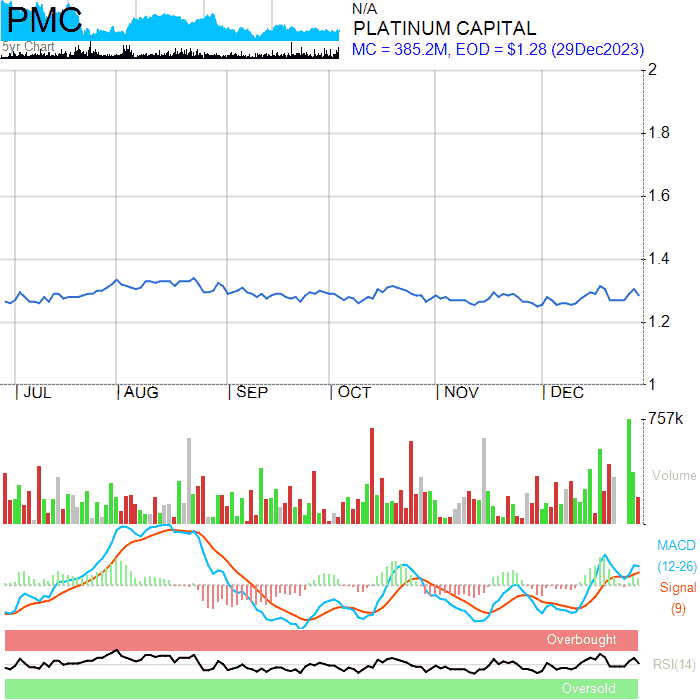 PMC
5yr Chart
N/A
PLATINUM CAPITAL
MC = 385.2M, EOD = $1.28 (29Dec2023)
2
1.8
1.6
1.4
1.2
1
JUL AUG SEP OCT NOV DEC
757k
Volume
MACD
(12-26)
Signal
(9)
Overbought
RSI(14)
Oversold